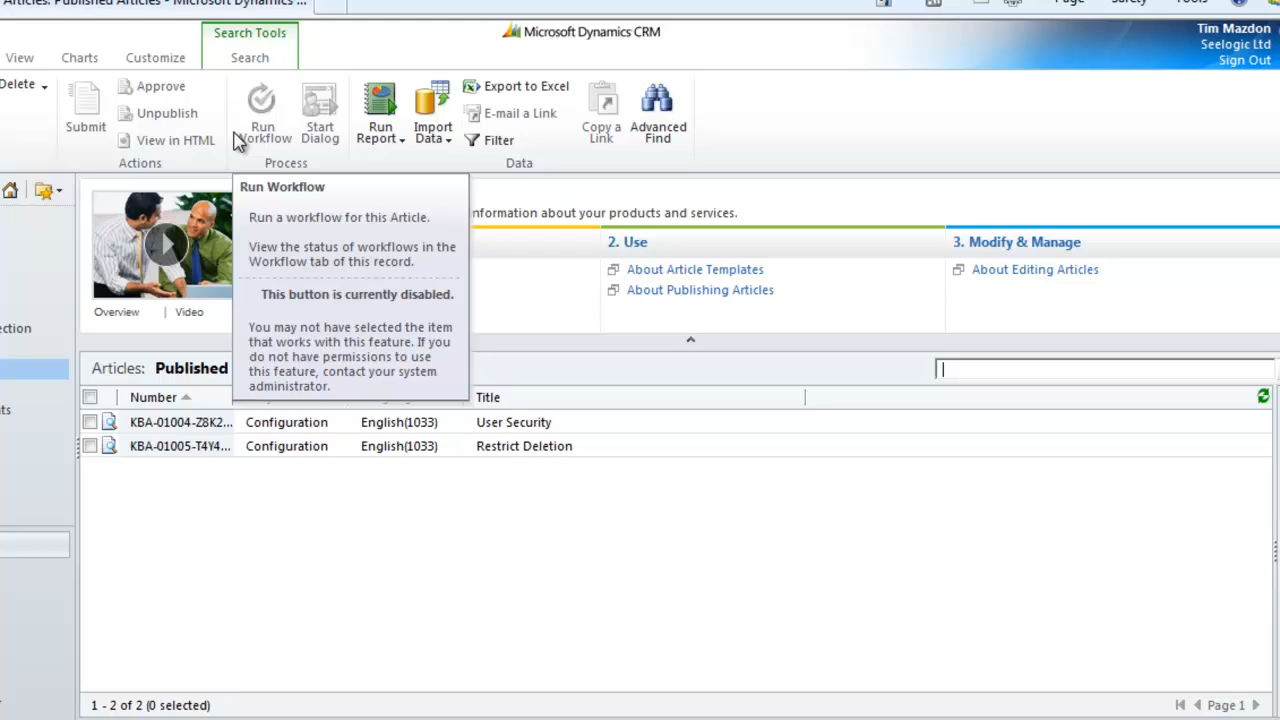 Articles: Published Articles - Microsoft Dynamics ...
Page
Safety
Tools
Search Tools
Microsoft Dynamics CRM
Tim Mazdon
Seelogic Ltd
Sign Out
View
Charts
Customize
Search
Delete
Submit
Approve
Unpublish
View in HTML
Actions
Run
Workflow
Start
Dialog
Process
Run
Report
Import
Data
Export to Excel
E-mail a Link
Filter
Data
Copy a
Link
Advanced
Find
Run Workflow
Run a workflow for this Article.
View the status of workflows in the
Workflow tab of this record.
This button is currently disabled.
You may not have selected the item
that works with this feature. If you
do not have permissions to use
this feature, contact your system
administrator.
nformation about your products and services.
2. Use
About Article Templates
About Publishing Articles
3. Modify & Manage
About Editing Articles
Overview | Video
ection
ts
Articles: Published
Number
Title
KBA-01004-Z8K2... Configuration English(1033) User Security
KBA-01005-T4Y4... Configuration English(1033) Restrict Deletion
1 - 2 of 2 (0 selected)
Page 1